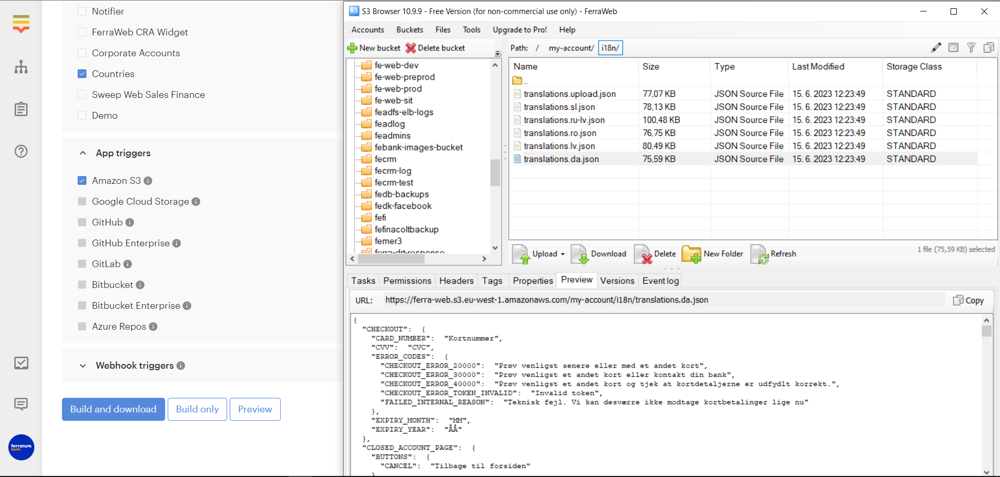 Notifier
FerraWeb CRA Widget
Corporate Accounts
Countries
Sweep Web Sales Finance
Demo
App triggers
Amazon S3
Google Cloud Storage
GitHub
GitHub Enterprise
GitLab
Bitbucket
Bitbucket Enterprise
Azure Repos
Webhook triggers
Build and download
Build only
Preview
ferratum
bank
S3 Browser 10.9.9 - Free Version (for non-commercial use only) - FerraWeb
Accounts Buckets Files Tools Upgrade to Pro! Help
New bucket Delete bucket
fe-web-dev
fe-web-preprod
fe-web-prod
fe-web-sit
feadfs-elb-logs
feadlog
feadmins
febank-images-bucket
fecrm
fecrm-log
fecrm-test
fedb-backups
fedk-facebook
fefi
fefinacoltbackup
femer3
ferra-drt-response
Path: / my-account/ i18n/
Name Size Type Last Modified Storage Class
..
translations.upload.json 77,07 KB JSON Source File 15. 6. 2023 12:23:49 STANDARD
translations.sl.json 78,13 KB JSON Source File 15. 6. 2023 12:23:49 STANDARD
translations.ru-lv.json 100,48 KB JSON Source File 15. 6. 2023 12:23:49 STANDARD
translations.ro.json 76,75 KB JSON Source File 15. 6. 2023 12:23:49 STANDARD
translations.lv.json 80,49 KB JSON Source File 15. 6. 2023 12:23:49 STANDARD
translations.da.json 75,59 KB JSON Source File 15. 6. 2023 12:23:49 STANDARD
Upload Download Delete New Folder Refresh 1 file (75,59 KB) selected
Tasks Permissions Headers Tags Properties Preview Versions Event log
URL: https://ferra-web.s3.eu-west-1.amazonaws.com/my-account/i18n/translations.da.json Copy
{
"CHECKOUT": {
"CARD_NUMBER": "Kortnummer",
"CVV": "CVC",
"ERROR_CODES": {
"CHECKOUT_ERROR_20000": "Prøv venligst senere eller med et andet kort",
"CHECKOUT_ERROR_30000": "Prøv venligst et andet kort eller kontakt din bank",
"CHECKOUT_ERROR_40000": "Prøv venligst et andet kort og tjek at kortdetaljerne er udfydlt korrekt.",
"CHECKOUT_ERROR_TOKEN_INVALID": "Invalid token",
"FAILED_INTERNAL_REASON": "Teknisk fejl. Vi kan desværre ikke modtage kortbetalinger lige nu"
},
"EXPIRY_MONTH": "MM",
"EXPIRY_YEAR": "ÅÅ"
},
"CLOSED_ACCOUNT_PAGE": {
"BUTTONS": {
"CANCEL": "Tilbage til forsiden"
}